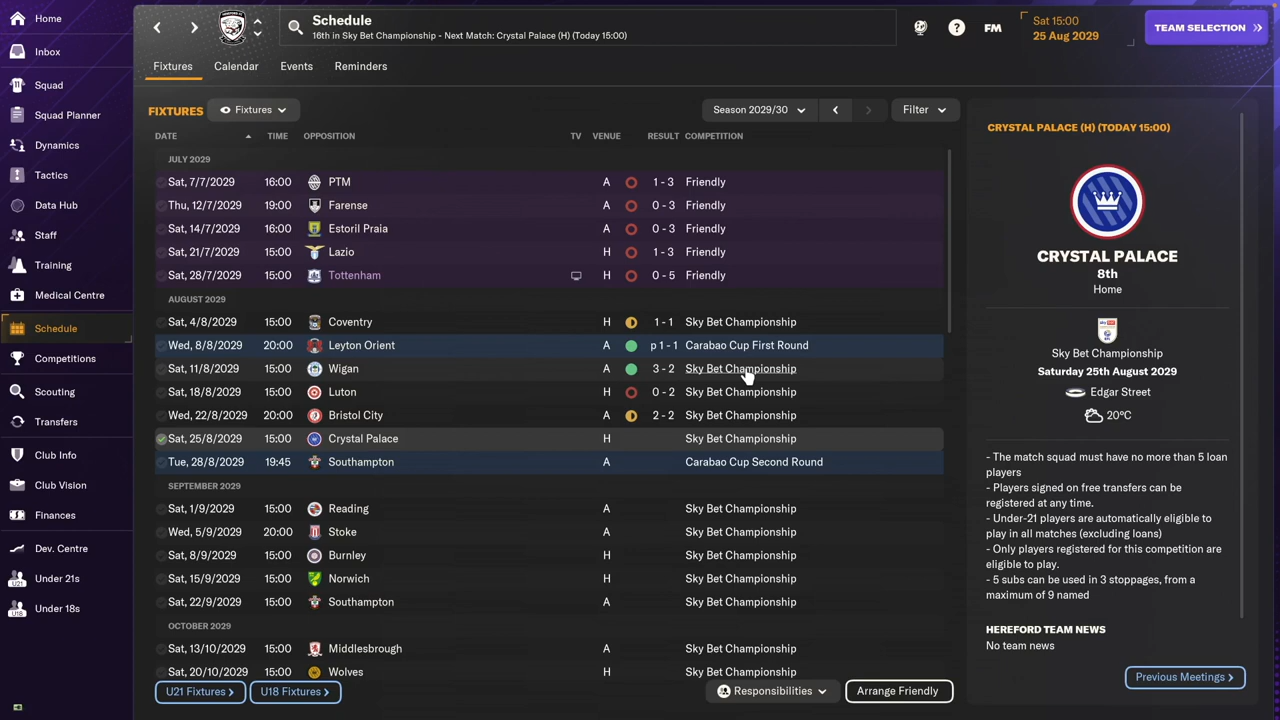 Home
Inbox
Squad
Squad Planner
Dynamics
Tactics
Data Hub
Staff
Training
Medical Centre
Schedule
Competitions
Scouting
Transfers
Club Info
Club Vision
Finances
Dev. Centre
Under 21s
Under 18s
Schedule
16th in Sky Bet Championship - Next Match: Crystal Palace (H) (Today 15:00)
FM
Sat 15:00
25 Aug 2029
TEAM SELECTION
Fixtures Calendar Events Reminders
FIXTURES Fixtures Season 2029/30 Filter
DATE TIME OPPOSITION TV VENUE RESULT COMPETITION
JULY 2029
Sat, 7/7/2029 16:00 PTM A 1 - 3 Friendly
Thu, 12/7/2029 19:00 Farense A 0 - 3 Friendly
Sat, 14/7/2029 16:00 Estoril Praia A 0 - 3 Friendly
Sat, 21/7/2029 15:00 Lazio H 1 - 3 Friendly
Sat, 28/7/2029 15:00 Tottenham H 0 - 5 Friendly
AUGUST 2029
Sat, 4/8/2029 15:00 Coventry H 1 - 1 Sky Bet Championship
Wed, 8/8/2029 20:00 Leyton Orient A p 1 - 1 Carabao Cup First Round
Sat, 11/8/2029 15:00 Wigan A 3 - 2 Sky Bet Championship
Sat, 18/8/2029 15:00 Luton H 0 - 2 Sky Bet Championship
Wed, 22/8/2029 20:00 Bristol City A 2 - 2 Sky Bet Championship
Sat, 25/8/2029 15:00 Crystal Palace H Sky Bet Championship
Tue, 28/8/2029 19:45 Southampton A Carabao Cup Second Round
SEPTEMBER 2029
Sat, 1/9/2029 15:00 Reading A Sky Bet Championship
Wed, 5/9/2029 20:00 Stoke A Sky Bet Championship
Sat, 8/9/2029 15:00 Burnley H Sky Bet Championship
Sat, 15/9/2029 15:00 Norwich H Sky Bet Championship
Sat, 22/9/2029 15:00 Southampton A Sky Bet Championship
OCTOBER 2029
Sat, 13/10/2029 15:00 Middlesbrough A Sky Bet Championship
Sat, 20/10/2029 15:00 Wolves H Sky Bet Championship
U21 Fixtures > U18 Fixtures > Responsibilities Arrange Friendly
CRYSTAL PALACE (H) (TODAY 15:00)
CRYSTAL PALACE
8th
Home
Sky Bet Championship
Saturday 25th August 2029
Edgar Street
20°C
- The match squad must have no more than 5 loan
players
- Players signed on free transfers can be
registered at any time.
- Under-21 players are automatically eligible to
play in all matches (excluding loans)
- Only players registered for this competition are
eligible to play.
- 5 subs can be used in 3 stoppages, from a
maximum of 9 named
HEREFORD TEAM NEWS
No team news
Previous Meetings >